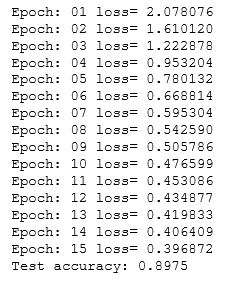 Epoch: 01 loss= 2.078076
Epoch: 02 loss= 1.610120
Epoch: 03 loss= 1.222878
Epoch: 04 loss= 0.953204
Epoch: 05 loss= 0.780132
Epoch: 06 loss= 0.668814
Epoch: 07 loss= 0.595304
Epoch: 08 loss= 0.542590
Epoch: 09 loss= 0.505786
Epoch: 10 loss= 0.476599
Epoch: 11 loss= 0.453086
Epoch: 12 loss= 0.434877
Epoch: 13 loss= 0.419833
Epoch: 14 loss= 0.406409
Epoch: 15 loss= 0.396872
Test accuracy: 0.8975